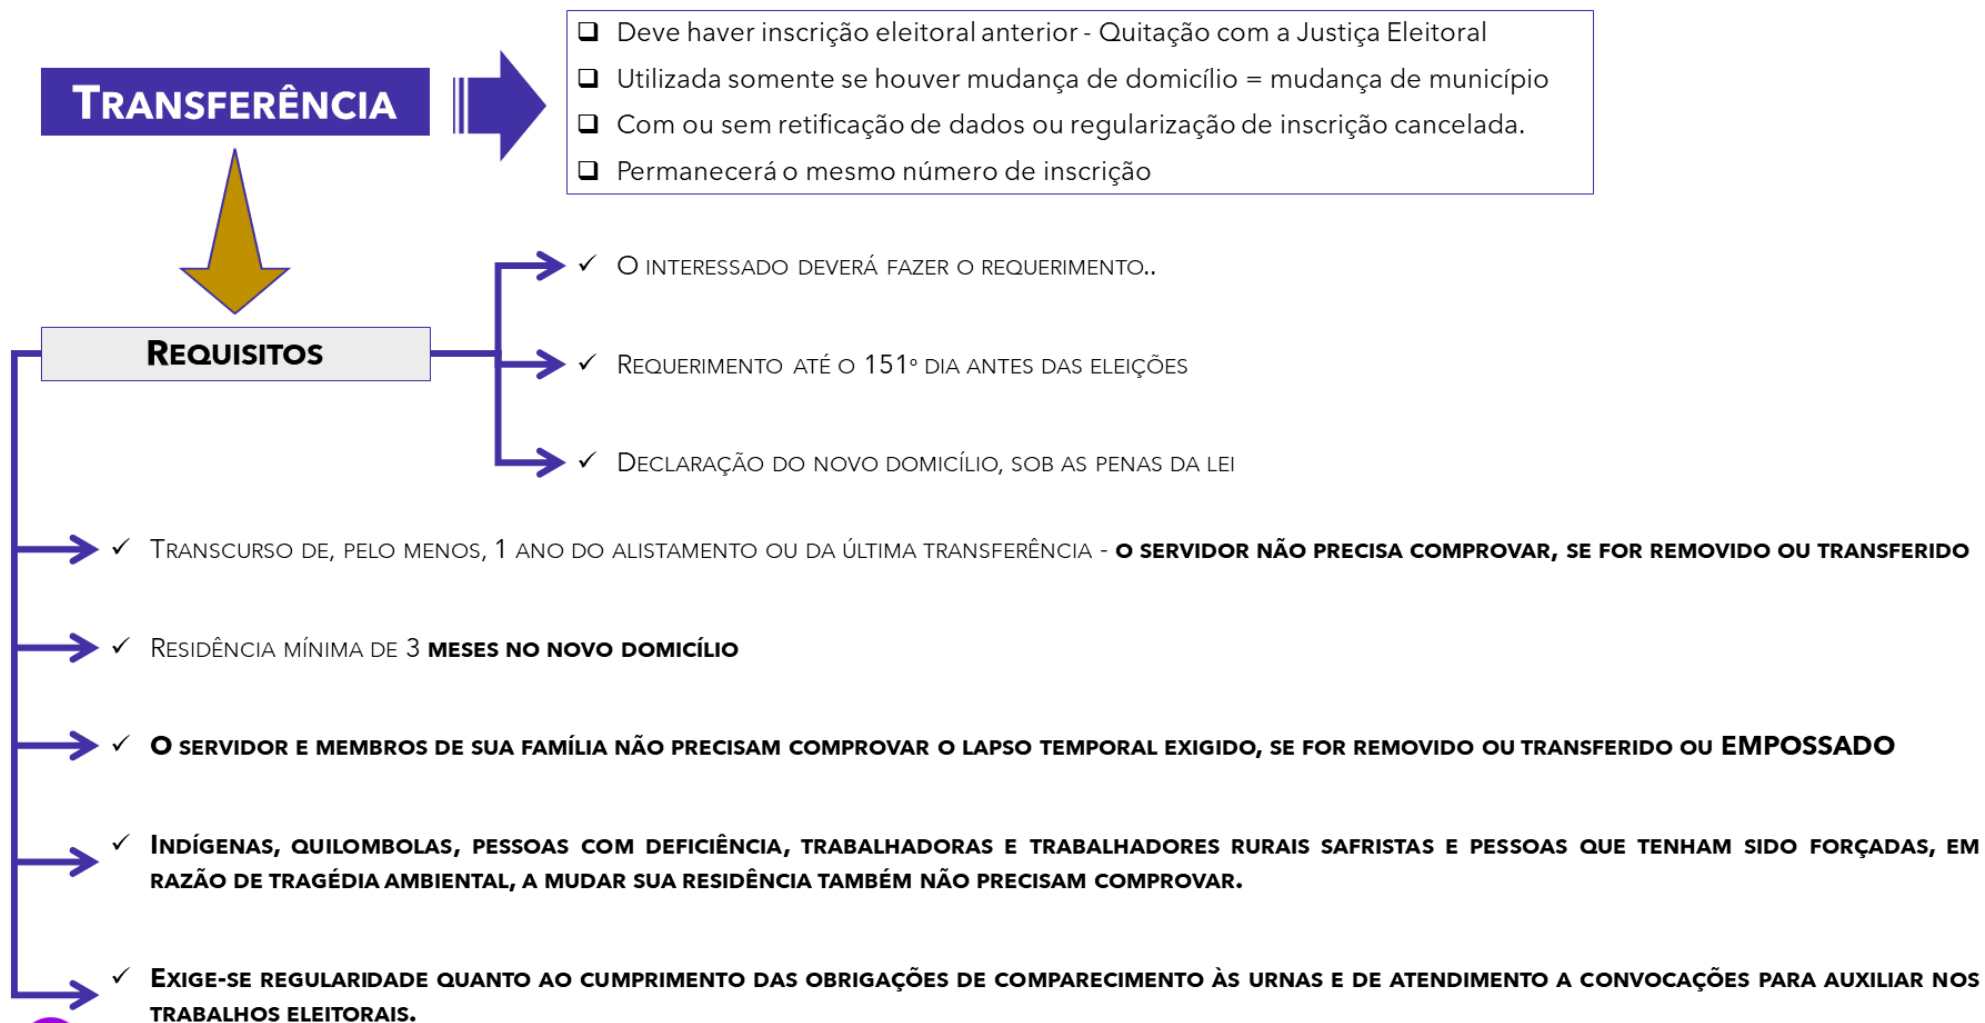 TRANSFERÊNCIA
Deve haver inscrição eleitoral anterior - Quitação com a Justiça Eleitoral
Utilizada somente se houver mudança de domicílio = mudança de município
Com ou sem retificação de dados ou regularização de inscrição cancelada.
Permanecerá o mesmo número de inscrição
REQUISITOS
✓ O INTERESSADO DEVERÁ FAZER O REQUERIMENTO..
✓ REQUERIMENTO ATÉ O 151º DIA ANTES DAS ELEIÇÕES
✓ DECLARAÇÃO DO NOVO DOMICÍLIO, SOB AS PENAS DA LEI
✓ TRANSCURSO DE, PELO MENOS, 1 ANO DO ALISTAMENTO OU DA ÚLTIMA TRANSFERÊNCIA - O SERVIDOR NÃO PRECISA COMPROVAR, SE FOR REMOVIDO OU TRANSFERIDO
✓ RESIDÊNCIA MÍNIMA DE 3 MESES NO NOVO DOMICÍLIO
✓ O SERVIDOR E MEMBROS DE SUA FAMÍLIA NÃO PRECISAM COMPROVAR O LAPSO TEMPORAL EXIGIDO, SE FOR REMOVIDO OU TRANSFERIDO OU EMPOSSADO
✓ INDÍGENAS, QUILOMBOLAS, PESSOAS COM DEFICIÊNCIA, TRABALHADORAS E TRABALHADORES RURAIS SAFRISTAS E PESSOAS QUE TENHAM SIDO FORÇADAS, EM
RAZÃO DE TRAGÉDIA AMBIENTAL, A MUDAR SUA RESIDÊNCIA TAMBÉM NÃO PRECISAM COMPROVAR.
✓ EXIGE-SE REGULARIDADE QUANTO AO CUMPRIMENTO DAS OBRIGAÇÕES DE COMPARECIMENTO ÀS URNAS E DE ATENDIMENTO A CONVOCAÇÕES PARA AUXILIAR NOS
TRABALHOS ELEITORAIS.